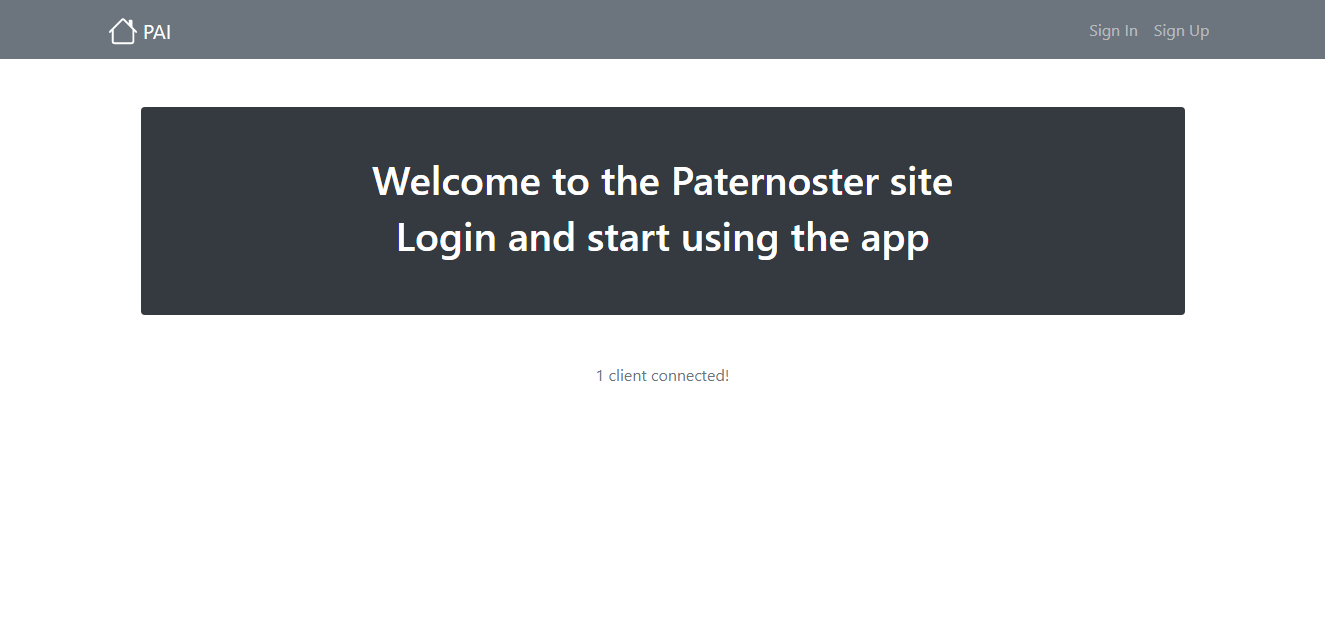 PAI
Sign In Sign Up
Welcome to the Paternoster site
Login and start using the app
1 client connected!